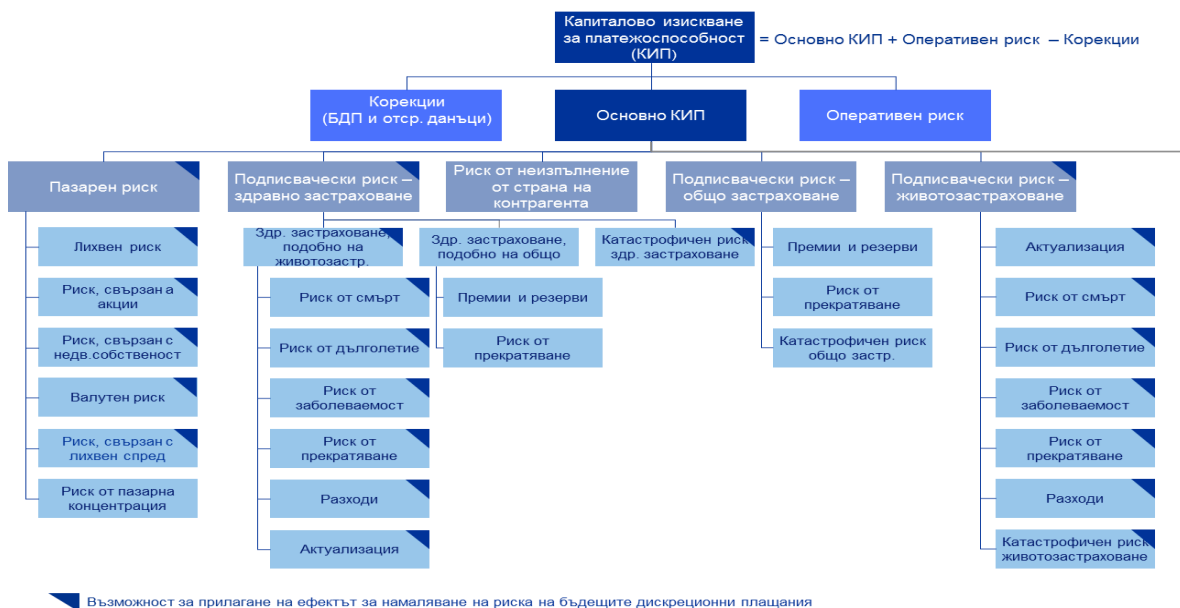 Капиталово изискване
за платежоспособност
(КИП)
= Основно КИП + Оперативен риск – Корекции
Корекции
(БДП и отср. данъци)
Основно КИП
Оперативен риск
Пазарен риск
Подписвачески риск –
здравно застраховане
Риск от неизпълнение
от страна на
контрагента
Подписвачески риск –
общо застраховане
Подписвачески риск –
животозастраховане
Лихвен риск
Риск, свързан а
акции
Риск, свързан с
недв.собственост
Валутен риск
Риск, свързан с
лихвен спред
Риск от пазарна
концентрация
Здр. застраховане,
подобно на
животозастр.
Риск от смърт
Риск от дълголетие
Риск от
заболеваемост
Риск от
прекратяване
Разходи
Актуализация
Здр. застраховане,
подобно на общо
Премии и резерви
Риск от
прекратяване
Катастрофичен риск
здр. застраховане
Премии и резерви
Риск от
прекратяване
Катастрофичен риск
общо застр.
Актуализация
Риск от смърт
Риск от дълголетие
Риск от
заболеваемост
Риск от
прекратяване
Разходи
Катастрофичен риск
животозастраховане
Възможност за прилагане на ефектът за намаляване на риска на бъдещите дискреционни плащания